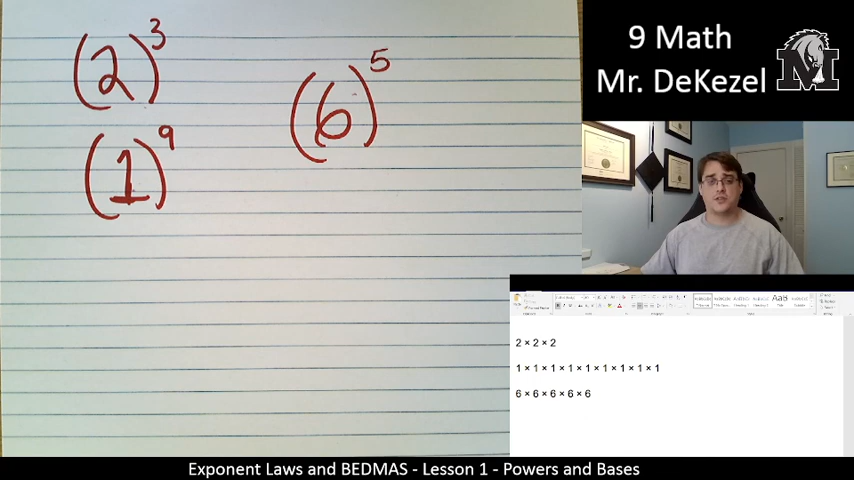 (2)³
(1)⁹
(6)⁵
9 Math
Mr. DeKezel
M
AaB
2 × 2 × 2
1 × 1 × 1 × 1 × 1 × 1 × 1 × 1 × 1
6 × 6 × 6 × 6 × 6
Exponent Laws and BEDMAS - Lesson 1 - Powers and Bases